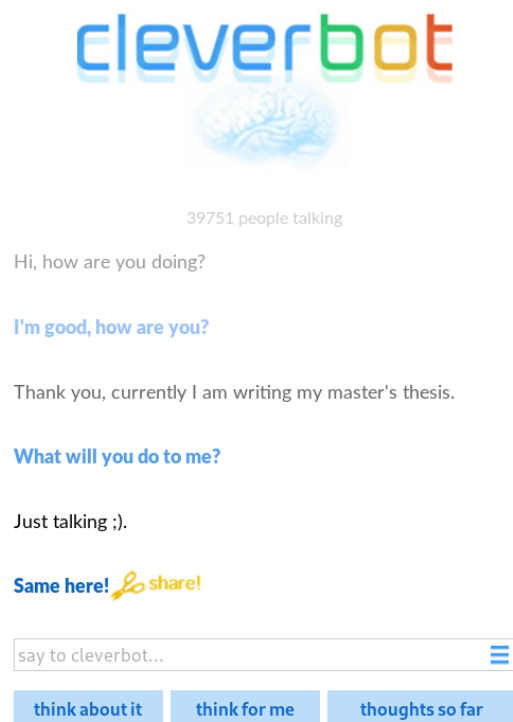 cleverbot
39751 people talking
Hi, how are you doing?
I'm good, how are you?
Thank you, currently I am writing my master's thesis.
What will you do to me?
Just talking ;).
Same here! share!
say to cleverbot...
think about it think for me thoughts so far